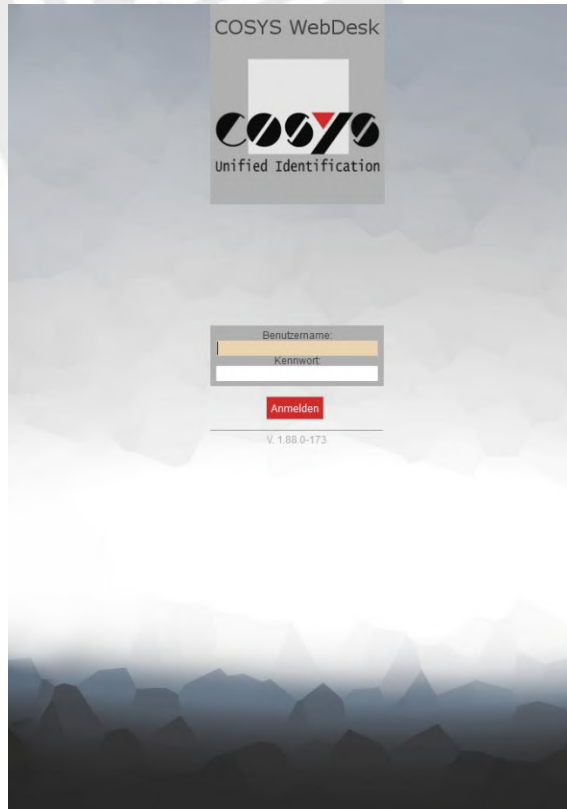 COSYS WebDesk
COSYS
Unified Identification
Benutzername:
Kennwort:
Anmelden
V. 1.88.0-173